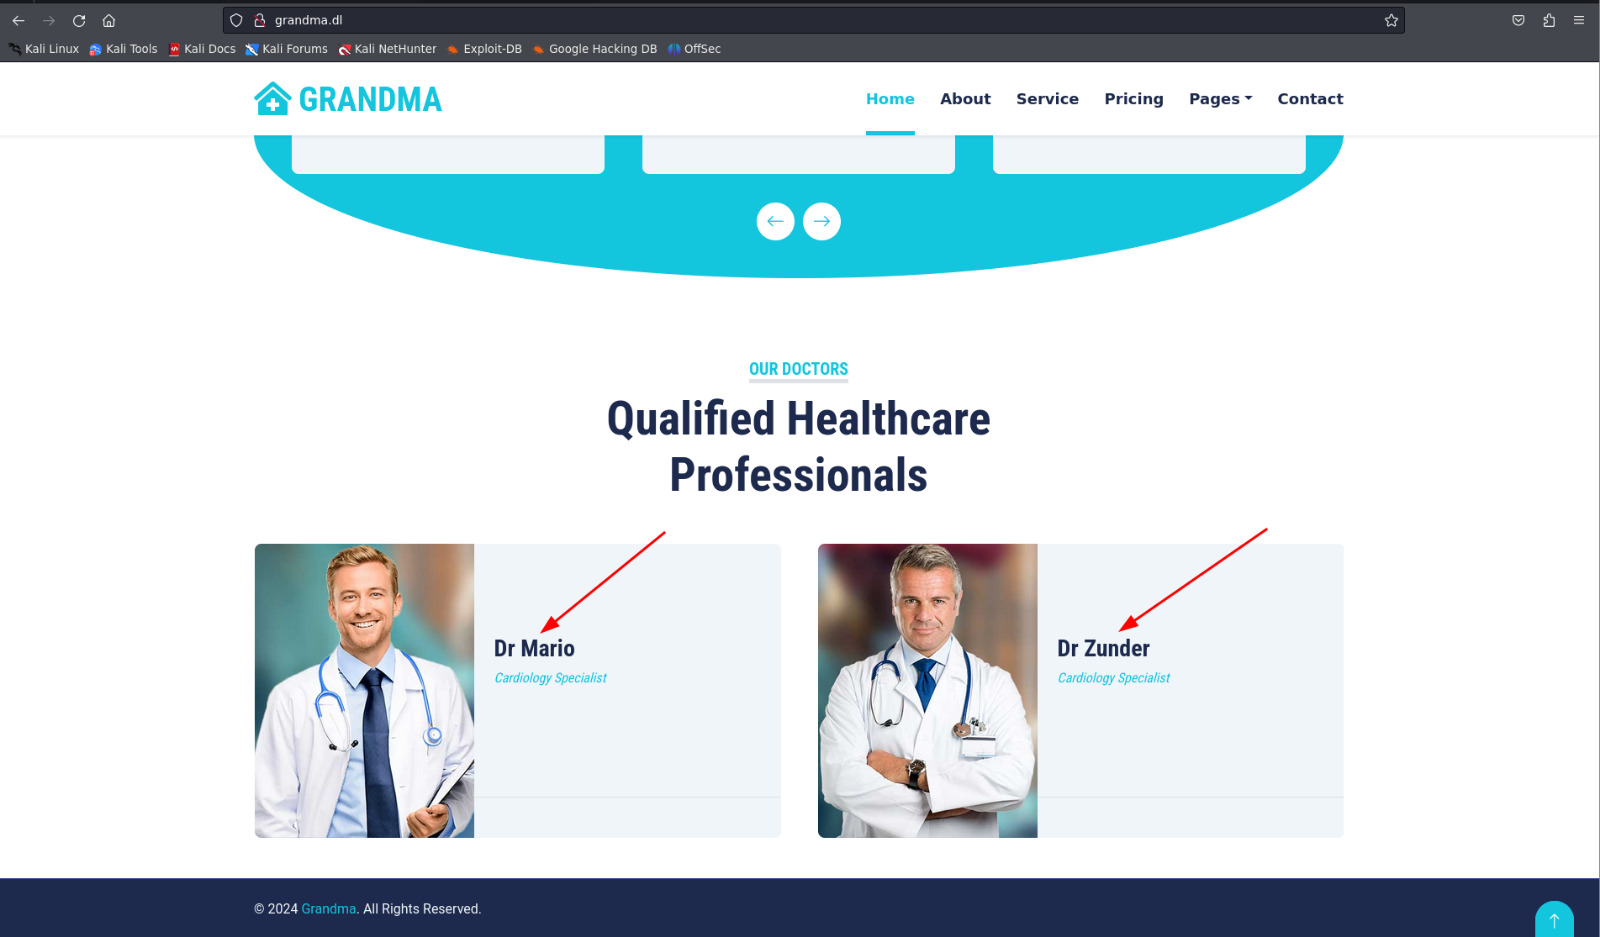 grandma.dl
Kali Linux Kali Tools Kali Docs Kali Forums Kali NetHunter Exploit-DB Google Hacking DB OffSec
GRANDMA Home About Service Pricing Pages Contact
OUR DOCTORS
Qualified Healthcare
Professionals
Dr Mario
Cardiology Specialist
Dr Zunder
Cardiology Specialist
© 2024 Grandma. All Rights Reserved.